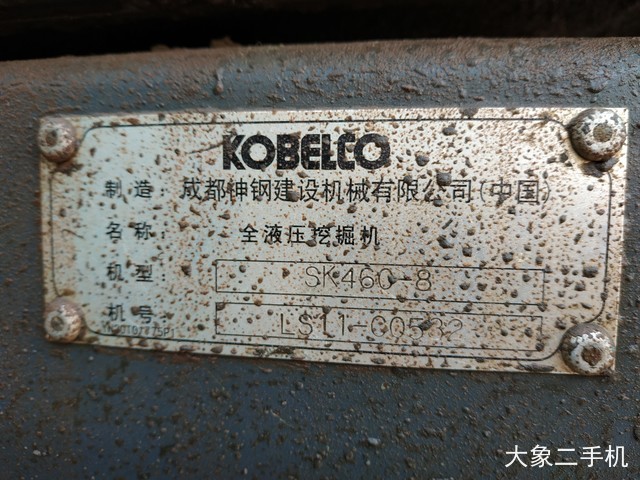 KOBELCO
制造：成都神钢建设机械有限公司(中国)
名称：全液压挖掘机
机型：SK460-8
机号：LS11-00532
大象二手机